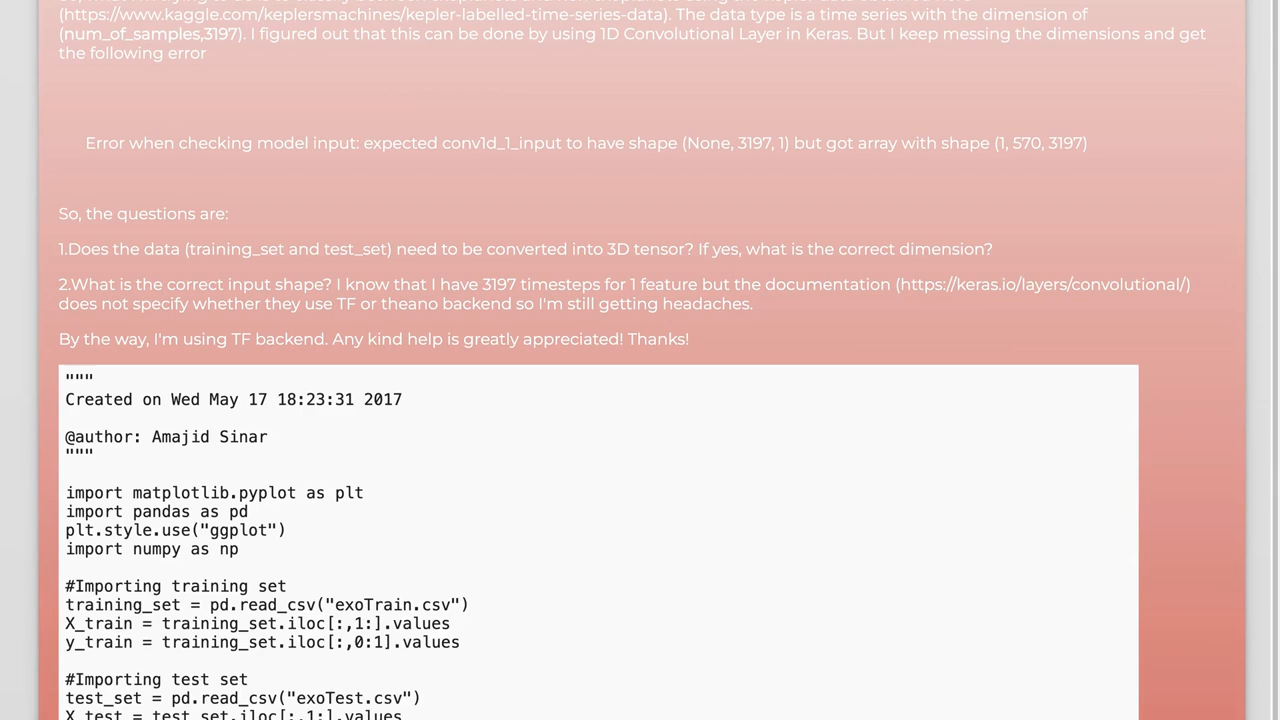 (https://www.kaggle.com/keplersmachines/kepler-labelled-time-series-data). The data type is a time series with the dimension of
(num_of_samples,3197). I figured out that this can be done by using 1D Convolutional Layer in Keras. But I keep messing the dimensions and get
the following error
Error when checking model input: expected conv1d_1_input to have shape (None, 3197, 1) but got array with shape (1, 570, 3197)
So, the questions are:
1.Does the data (training_set and test_set) need to be converted into 3D tensor? If yes, what is the correct dimension?
2.What is the correct input shape? I know that I have 3197 timesteps for 1 feature but the documentation (https://keras.io/layers/convolutional/)
does not specify whether they use TF or theano backend so I'm still getting headaches.
By the way, I'm using TF backend. Any kind help is greatly appreciated! Thanks!
"""
Created on Wed May 17 18:23:31 2017
@author: Amajid Sinar
"""
import matplotlib.pyplot as plt
import pandas as pd
plt.style.use("ggplot")
import numpy as np
#Importing training set
training_set = pd.read_csv("exoTrain.csv")
X_train = training_set.iloc[:,1:].values
y_train = training_set.iloc[:,0:1].values
#Importing test set
test_set = pd.read_csv("exoTest.csv")
X_test = test_set.iloc[:,1:].values